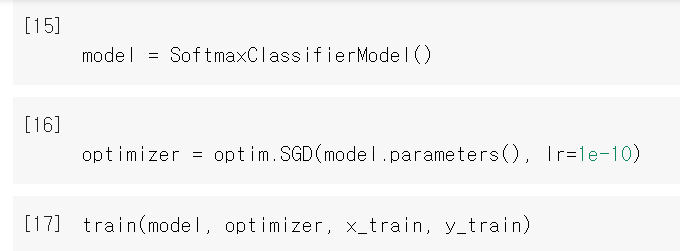 [15]
model = SoftmaxClassifierModel()
[16]
optimizer = optim.SGD(model.parameters(), lr=1e-10)
[17] train(model, optimizer, x_train, y_train)